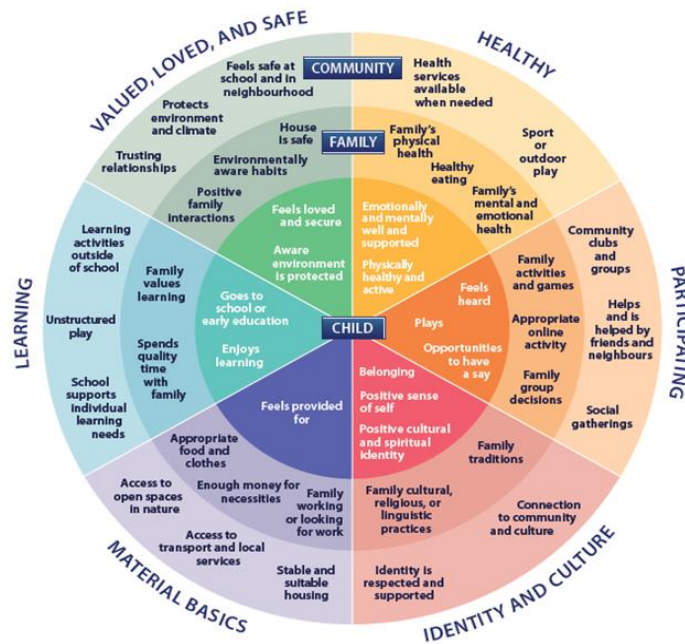 VALUED, LOVED, AND SAFE
Feels safe at
school and in
neighbourhood
Protects
environment
and climate
Trusting
relationships
House
is safe
Environmentally
aware habits
Positive
family
interactions
Feels loved
and secure
Aware
environment
is protected
COMMUNITY
FAMILY
CHILD
HEALTHY
Health
services
available
when needed
Sport
or
outdoor
play
Family's
physical
health
Healthy
eating
Family's
mental and
emotional
health
Emotionally
and mentally
well and
supported
Physically
healthy and
active
PARTICIPATING
Community
clubs
and
groups
Helps and
is helped by
friends and
neighbours
Social
gatherings
Family
activities
and games
Appropriate
online
activity
Family
group
decisions
Feels
heard
Plays
Opportunities
to have
a say
IDENTITY AND CULTURE
Connection
to community
and culture
Identity is
respected and
supported
Family
traditions
Family cultural,
religious, or
linguistic
practices
Belonging
Positive sense
of self
Positive cultural
and spiritual
identity
MATERIAL BASICS
Access to
open spaces
in nature
Access to
transport and local
services
Stable and
suitable
housing
Appropriate
food and
clothes
Enough money for
necessities
Family
working
or looking
for work
Feels provided
for
LEARNING
Learning
activities
outside
of school
Unstructured
play
School
supports
individual
learning
needs
Family
values
learning
Spends
quality
time
with
family
Goes to
school or
early education
Enjoys
learning